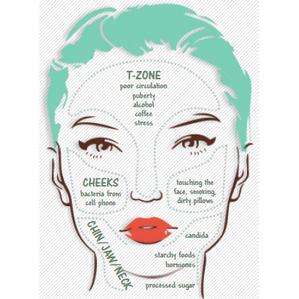 T-ZONE
poor circulation
puberty
alcohol
coffee
stress
CHEEKS
bacteria from
cell phone
touching the
face, smoking,
dirty pillows
CHIN/JAW/NECK
candida
starchy foods
hormones
processed sugar